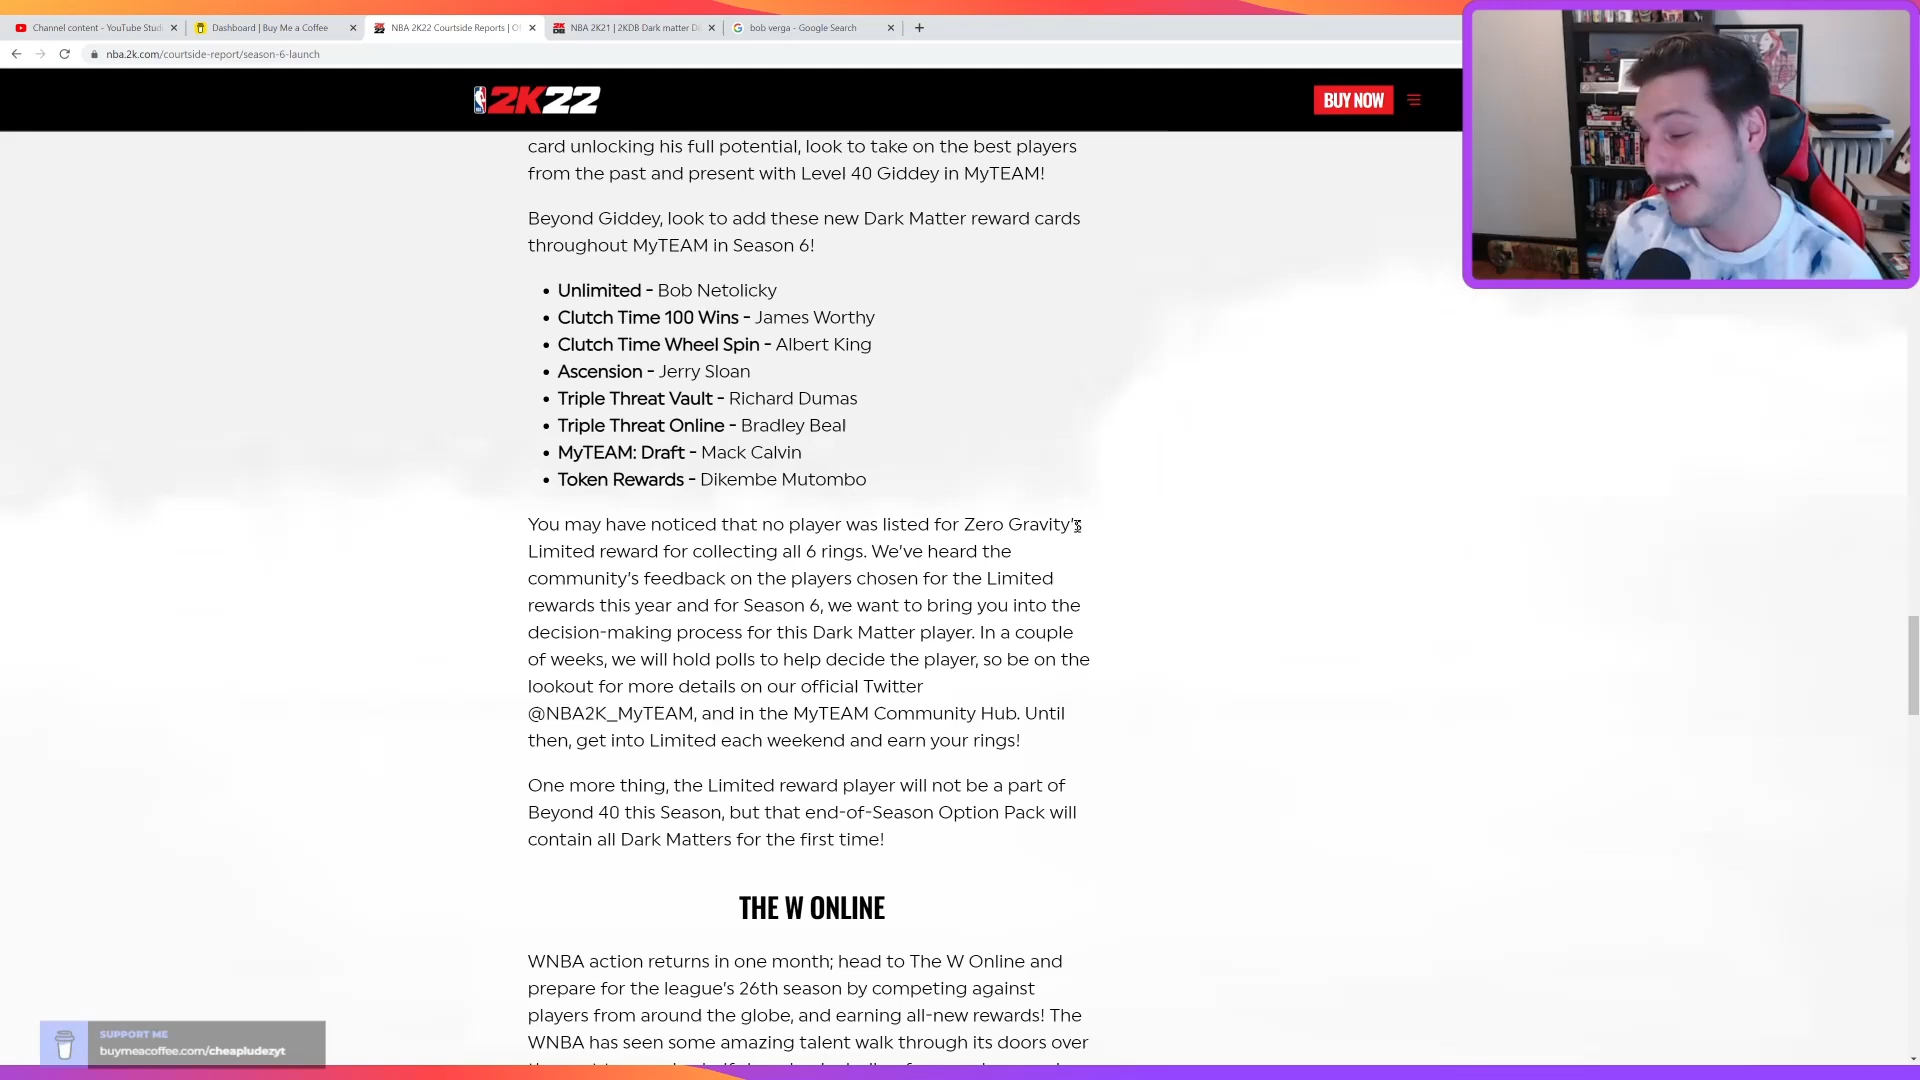 Channel content - YouTube Studi
Dashboard | Buy Me a Coffee
NBA 2K22 Courtside Reports | O
NBA 2K21 | 2KDB Dark matter D
bob verga - Google Search
nba.2k.com/courtside-report/season-6-launch
2K22
BUY NOW
card unlocking his full potential, look to take on the best players
from the past and present with Level 40 Giddey in MyTEAM!
Beyond Giddey, look to add these new Dark Matter reward cards
throughout MyTEAM in Season 6!
• Unlimited - Bob Netolicky
• Clutch Time 100 Wins - James Worthy
• Clutch Time Wheel Spin - Albert King
• Ascension - Jerry Sloan
• Triple Threat Vault - Richard Dumas
• Triple Threat Online - Bradley Beal
• MyTEAM: Draft - Mack Calvin
• Token Rewards - Dikembe Mutombo
You may have noticed that no player was listed for Zero Gravity’s
Limited reward for collecting all 6 rings. We’ve heard the
community’s feedback on the players chosen for the Limited
rewards this year and for Season 6, we want to bring you into the
decision-making process for this Dark Matter player. In a couple
of weeks, we will hold polls to help decide the player, so be on the
lookout for more details on our official Twitter
@NBA2K_MyTEAM, and in the MyTEAM Community Hub. Until
then, get into Limited each weekend and earn your rings!
One more thing, the Limited reward player will not be a part of
Beyond 40 this Season, but that end-of-Season Option Pack will
contain all Dark Matters for the first time!
THE W ONLINE
WNBA action returns in one month; head to The W Online and
prepare for the league’s 26th season by competing against
players from around the globe, and earning all-new rewards! The
WNBA has seen some amazing talent walk through its doors over
SUPPORT ME
buymeacoffee.com/cheapludezyt